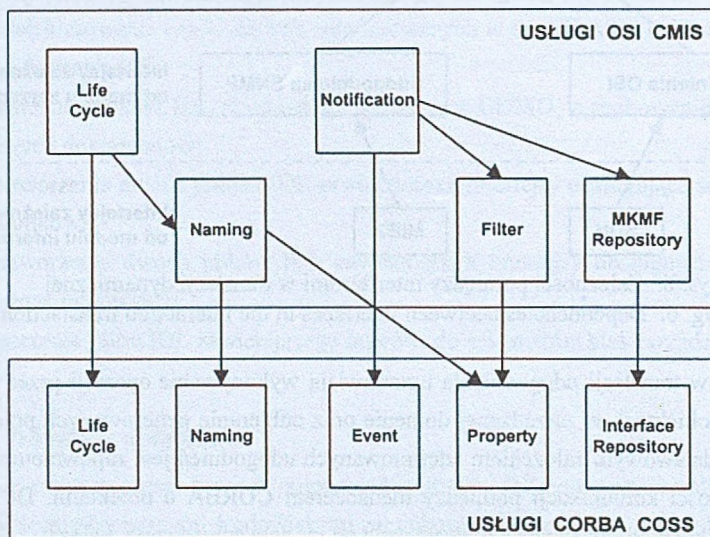 USŁUGI OSI CMIS
Life
Cycle
Notification
Naming
Filter
MKMF
Repository
Life
Cycle
Naming
Event
Property
Interface
Repository
USŁUGI CORBA COSS